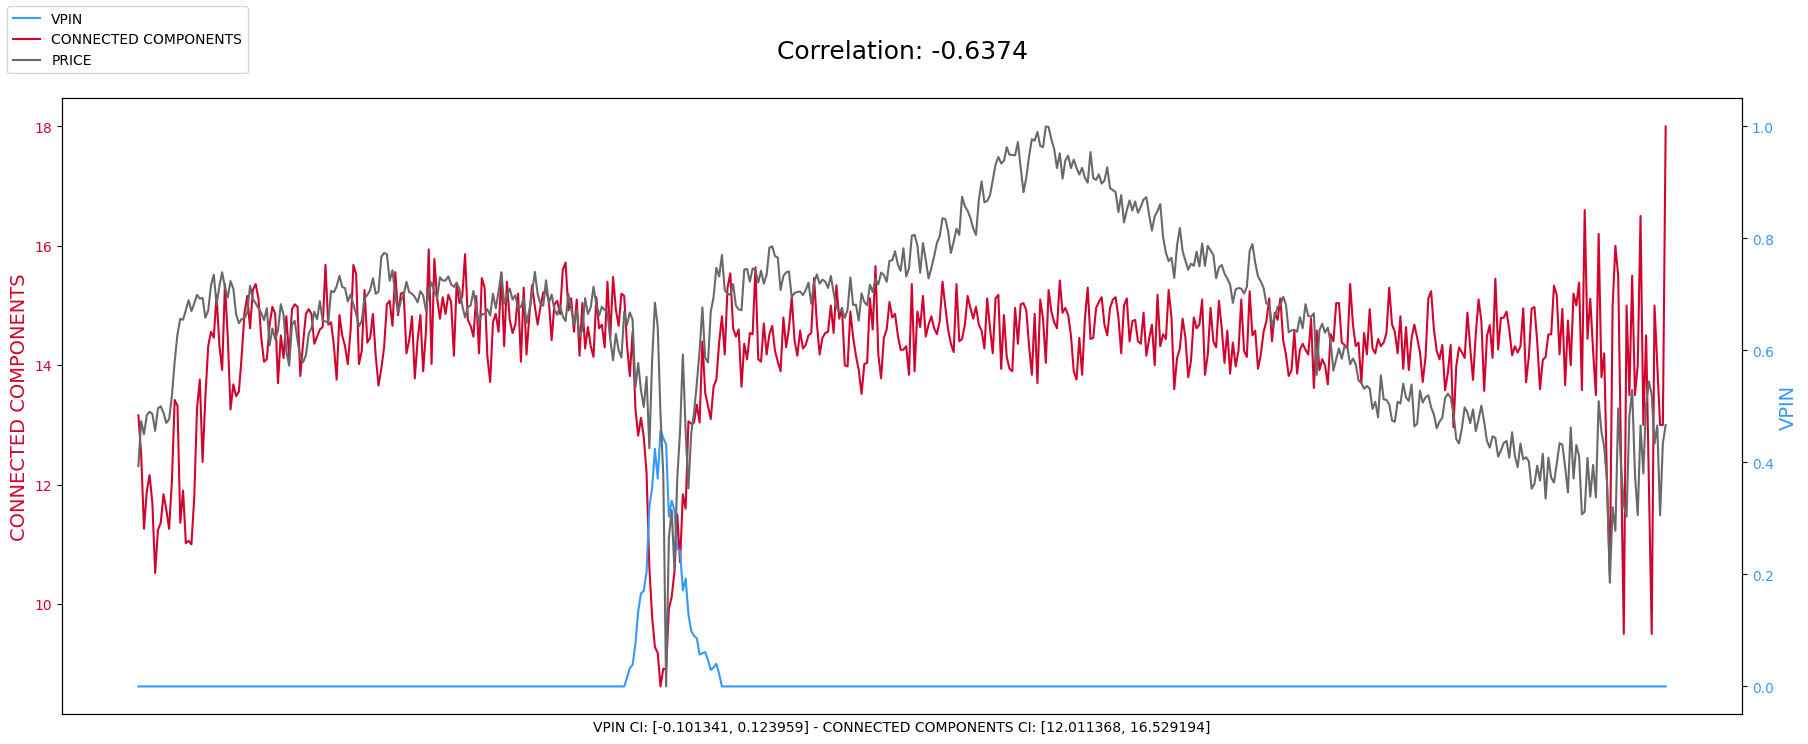 VPIN
CONNECTED COMPONENTS
PRICE
Correlation: -0.6374
18
16
14
12
10
CONNECTED COMPONENTS
1.0
0.8
0.6
0.4
0.2
0.0
VPIN
VPIN CI: [-0.101341, 0.123959] - CONNECTED COMPONENTS CI: [12.011368, 16.529194]